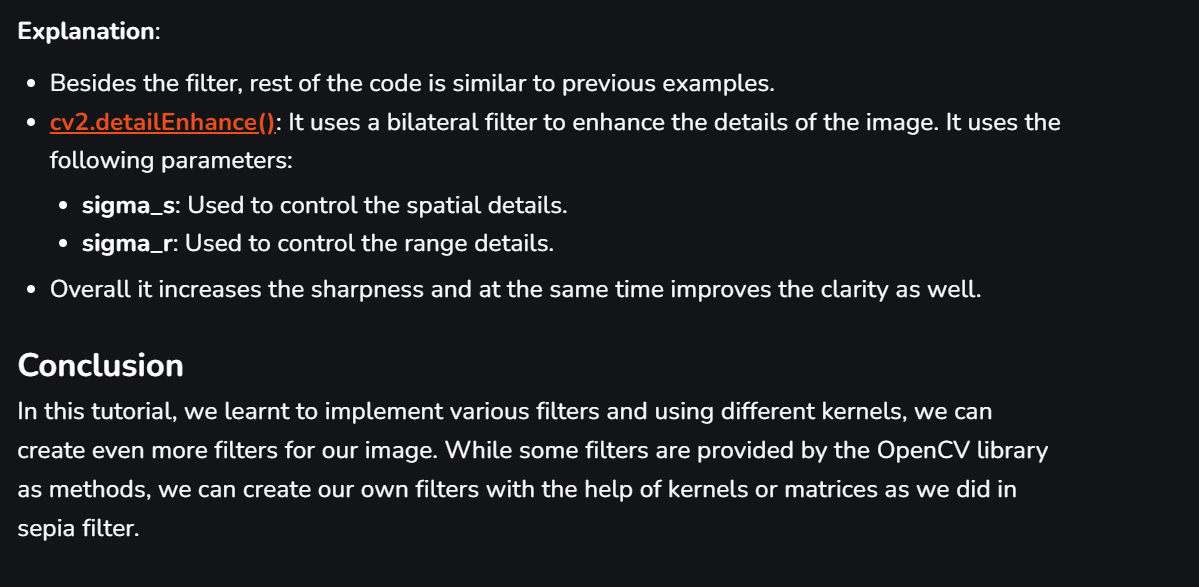 Explanation:
Besides the filter, rest of the code is similar to previous examples.
cv2.detailEnhance(): It uses a bilateral filter to enhance the details of the image. It uses the
following parameters:
sigma_s: Used to control the spatial details.
sigma_r: Used to control the range details.
Overall it increases the sharpness and at the same time improves the clarity as well.
Conclusion
In this tutorial, we learnt to implement various filters and using different kernels, we can
create even more filters for our image. While some filters are provided by the OpenCV library
as methods, we can create our own filters with the help of kernels or matrices as we did in
sepia filter.